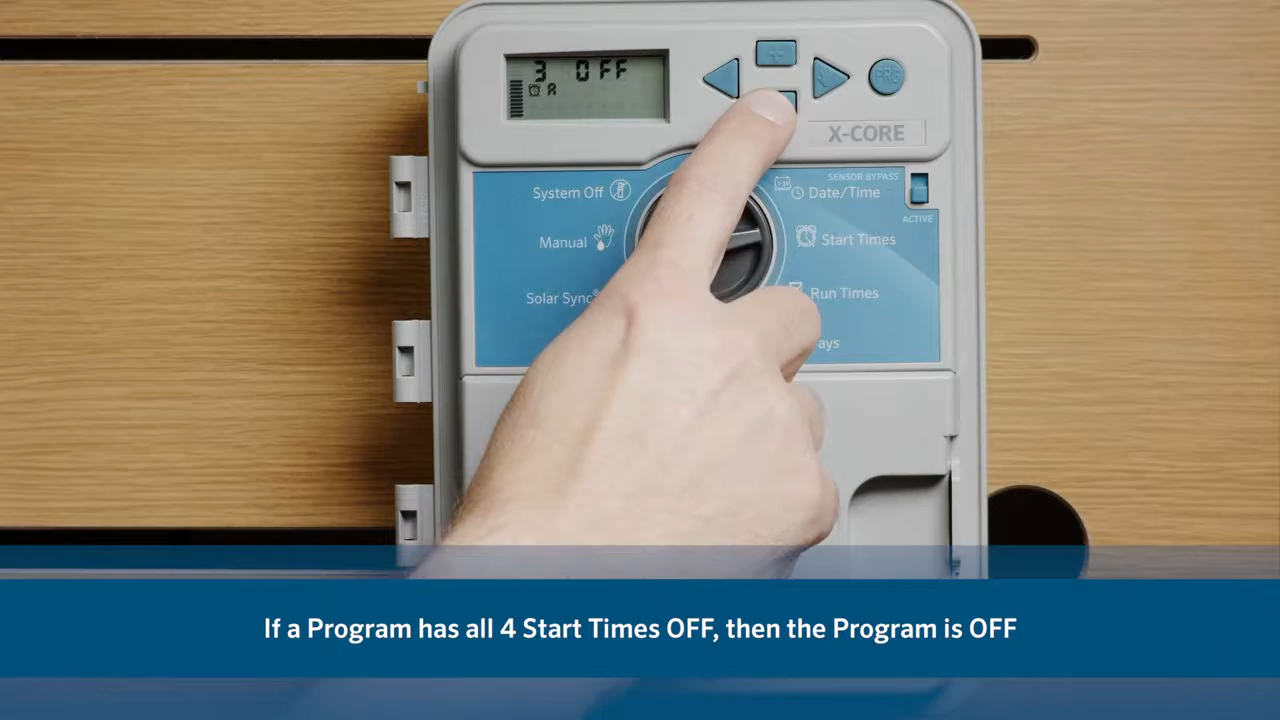 3 OFF
A
PRG
X-CORE
SENSOR BYPASS
System Off
Date/Time
ACTIVE
Manual
Start Times
Solar Sync®
Run Times
ays
If a Program has all 4 Start Times OFF, then the Program is OFF